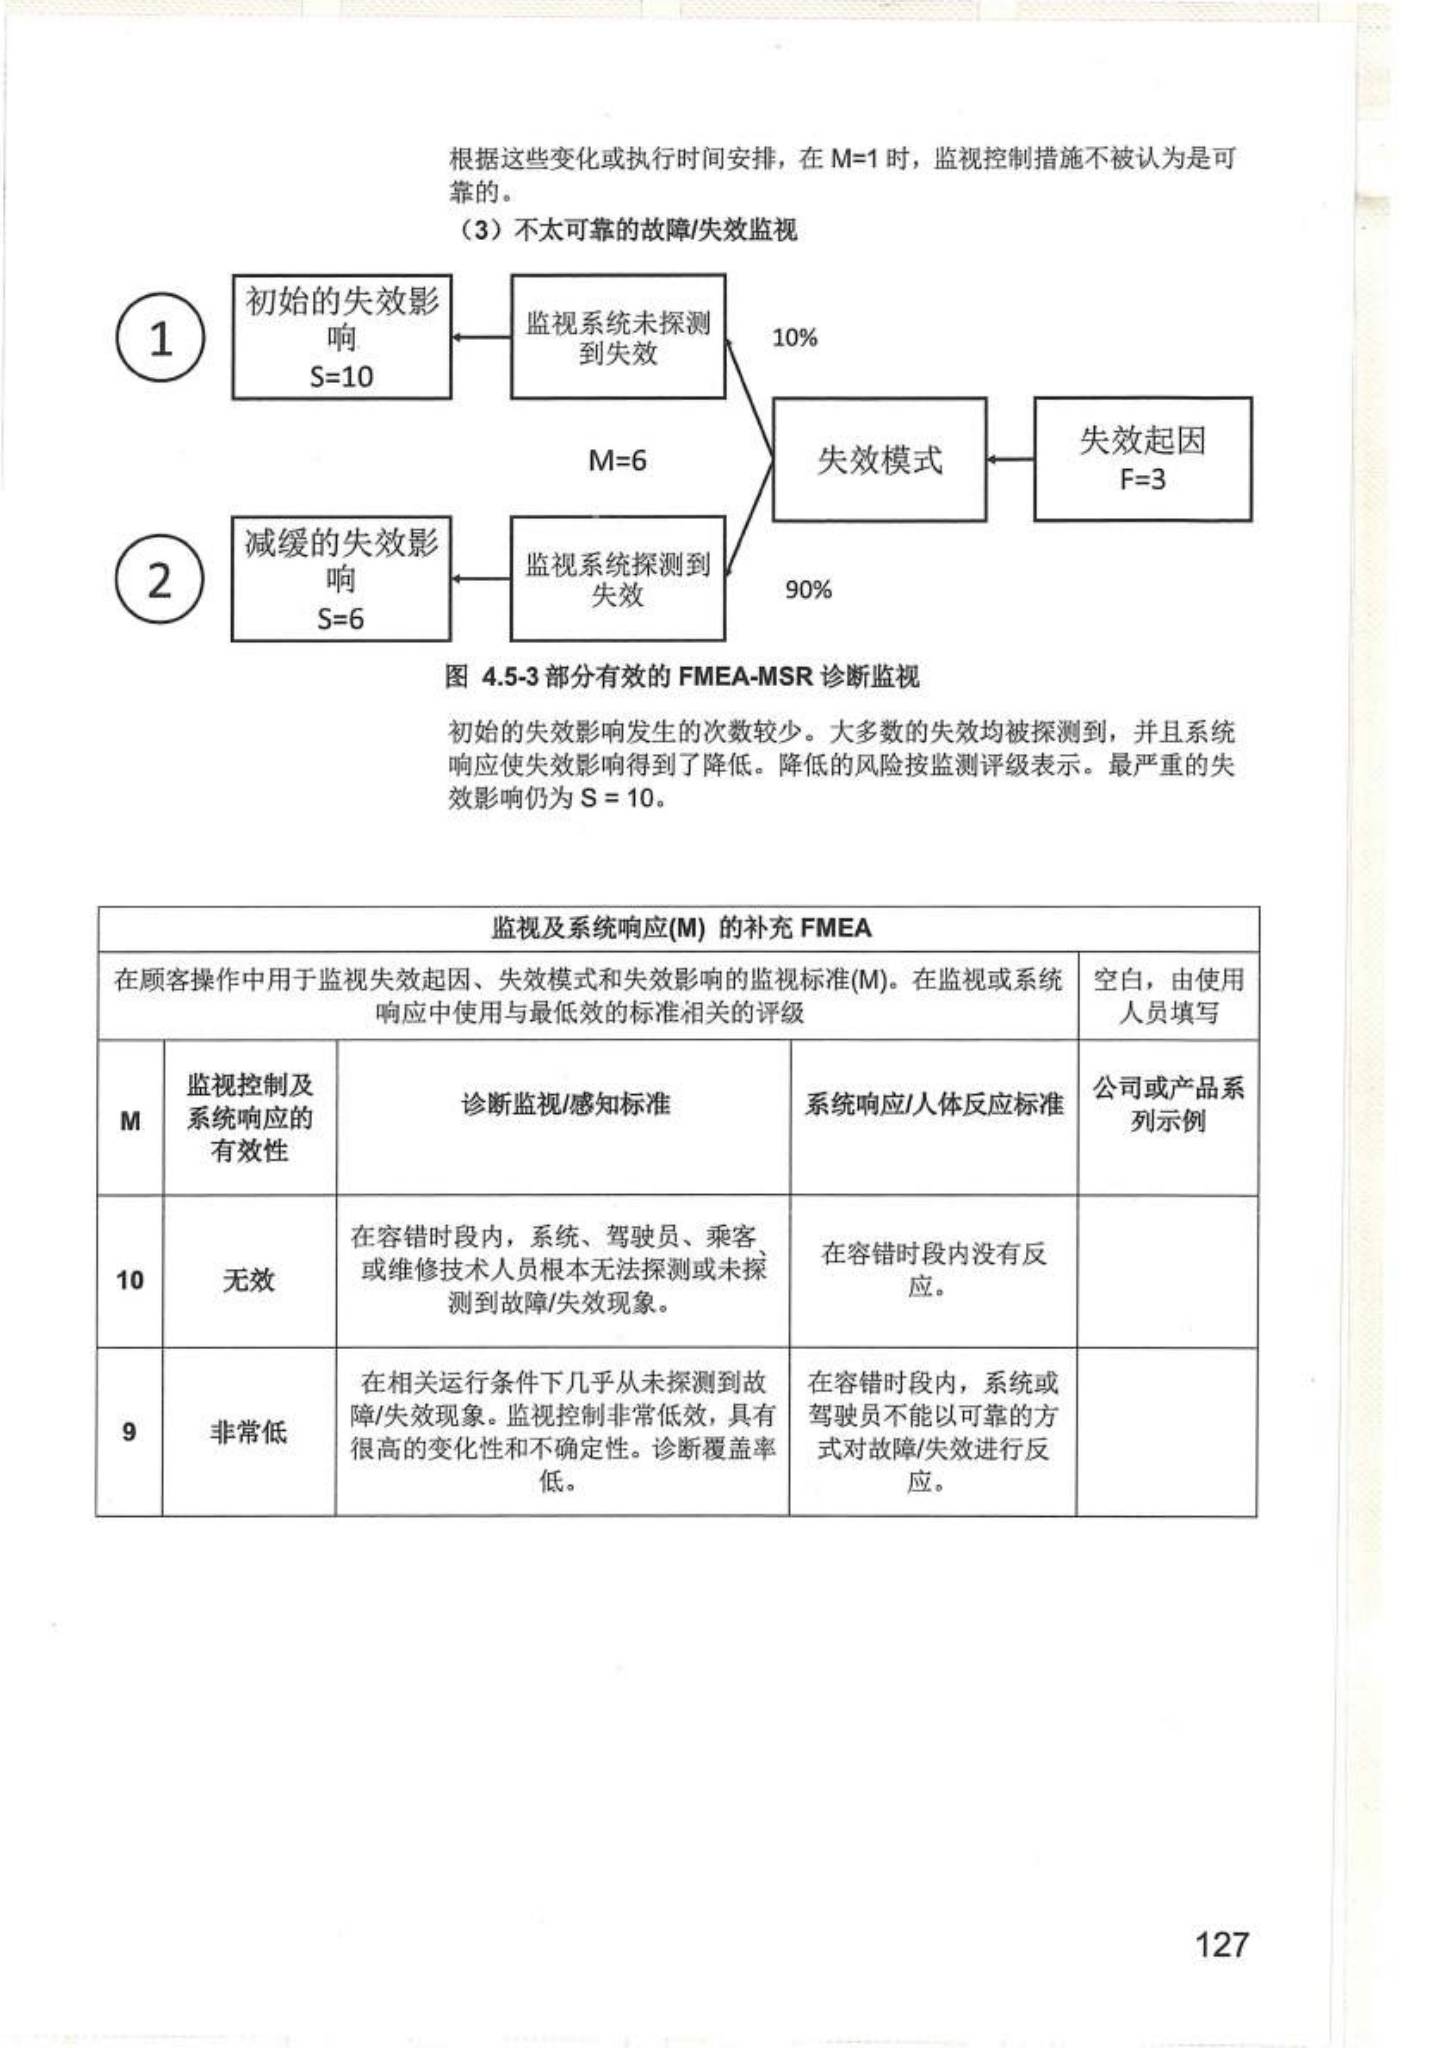 根据这些变化或执行时间安排，在 M=1 时，监视控制措施不被认为是可
靠的。
（3）不太可靠的故障/失效监视
1
初始的失效影
响
S=10
监视系统未探测
到失效
10%
M=6
失效模式
失效起因
F=3
2
减缓的失效影
响
S=6
监视系统探测到
失效
90%
图 4.5-3 部分有效的 FMEA-MSR 诊断监视
初始的失效影响发生的次数较少。大多数的失效均被探测到，并且系统
响应使失效影响得到了降低。降低的风险按监测评级表示。最严重的失
效影响仍为 S = 10。
监视及系统响应(M) 的补充 FMEA
在顾客操作中用于监视失效起因、失效模式和失效影响的监视标准(M)。在监视或系统
响应中使用与最低效的标准相关的评级
空白，由使用
人员填写
M
监视控制及
系统响应的
有效性
诊断监视/感知标准
系统响应/人体反应标准
公司或产品系
列示例
10
无效
在容错时段内，系统、驾驶员、乘客、
或维修技术人员根本无法探测或未探
测到故障/失效现象。
在容错时段内没有反
应。
9
非常低
在相关运行条件下几乎从未探测到故
障/失效现象。监视控制非常低效，具有
很高的变化性和不确定性。诊断覆盖率
低。
在容错时段内，系统或
驾驶员不能以可靠的方
式对故障/失效进行反
应。
127